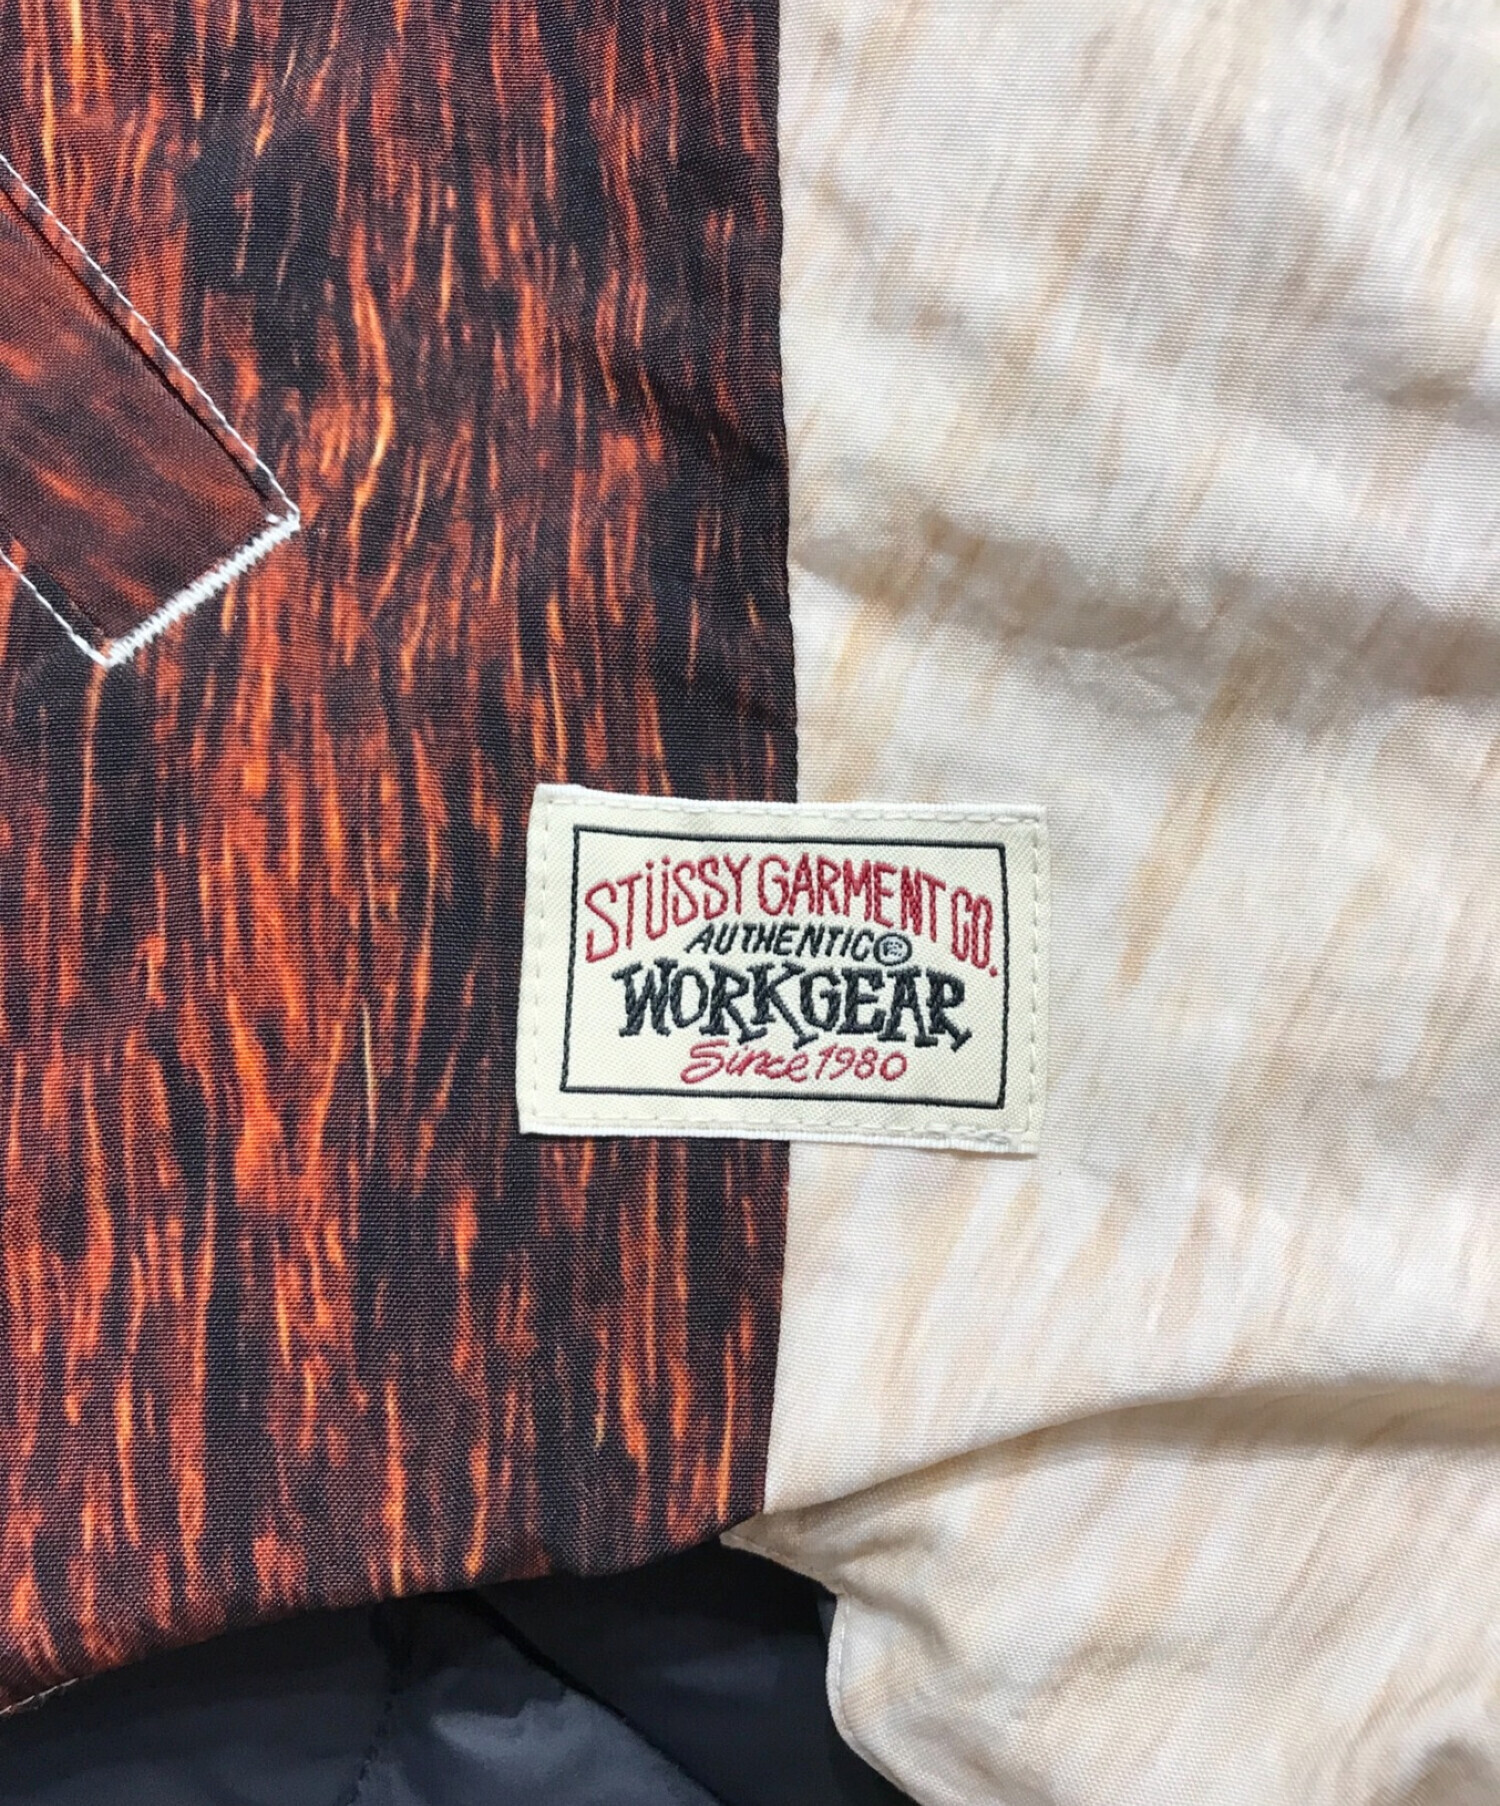 STÜSSY GARMENT CO.
AUTHENTIC©
WORKGEAR
Since 1980